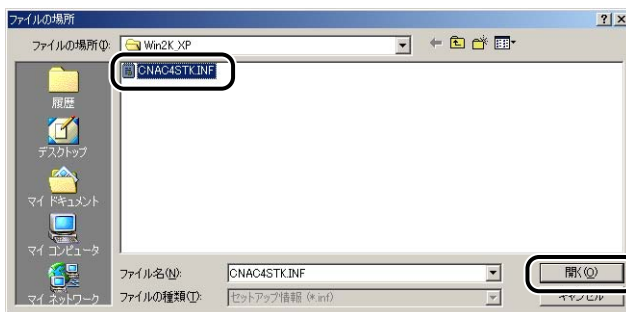 ファイルの場所
ファイルの場所(I):
Win2K_XP
CNAC4STK.INF
履歴
デスクトップ
マイ ドキュメント
マイ コンピュータ
マイ ネットワーク
ファイル名(N):
CNAC4STK.INF
開く(O)
ファイルの種類(T):
セットアップ情報 (*.inf)
キャンセル